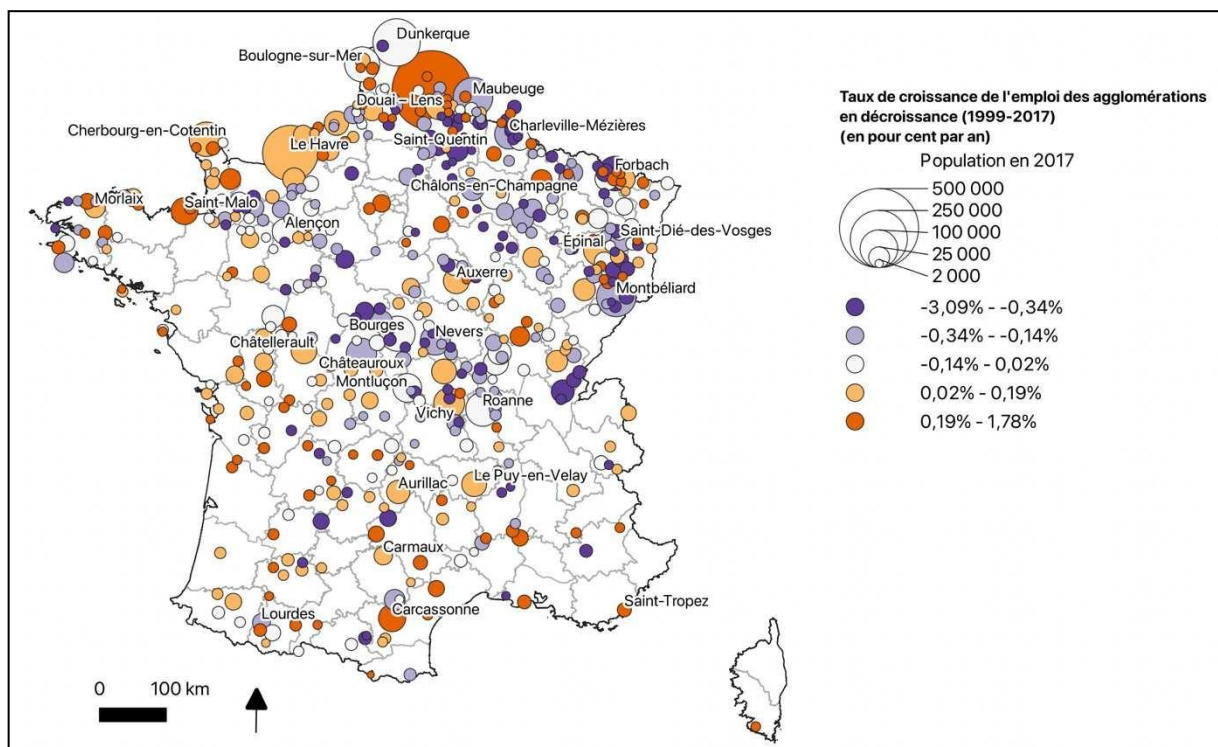 Dunkerque
Boulogne-sur-Mer
Maubeuge
Douai – Lens
Cherbourg-en-Cotentin
Charleville-Mézières
Le Havre
Saint-Quentin
Forbach
Châlons-en-Champagne
Morlaix
Saint-Malo
Alençon
Saint-Dié-des-Vosges
Épinal
Auxerre
Montbéliard
Bourges
Nevers
Châtellerault
Châteauroux
Montluçon
Vichy
Roanne
Le Puy-en-Velay
Aurillac
Carmaux
Saint-Tropez
Carcassonne
Lourdes
0 100 km
Taux de croissance de l'emploi des agglomérations
en décroissance (1999-2017)
(en pour cent par an)
Population en 2017
500 000
250 000
100 000
25 000
2 000
-3,09% - -0,34%
-0,34% - -0,14%
-0,14% - 0,02%
0,02% - 0,19%
0,19% - 1,78%